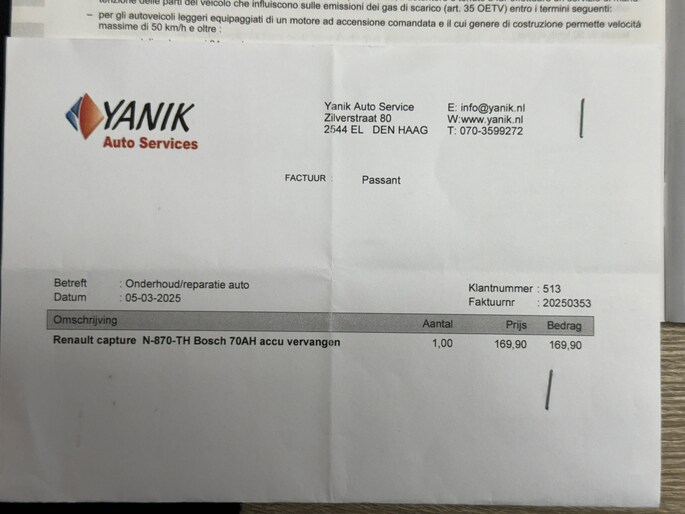 parti del veicolo che influiscono sulle emissioni dei gas di scarico (art. 35 OETV) entro i termini seguenti:
– per gli autoveicoli leggeri equipaggiati di un motore ad accensione comandata e il cui genere di costruzione permette velocità
massime di 50 km/h e oltre :
YANIK
Auto Services
Yanik Auto Service
Zilverstraat 80
2544 EL DEN HAAG
E: info@yanik.nl
W:www.yanik.nl
T: 070-3599272
FACTUUR : Passant
Betreft : Onderhoud/reparatie auto
Datum : 05-03-2025
Klantnummer : 513
Faktuurnr : 20250353
Omschrijving Aantal Prijs Bedrag
Renault capture N-870-TH Bosch 70AH accu vervangen 1,00 169,90 169,90